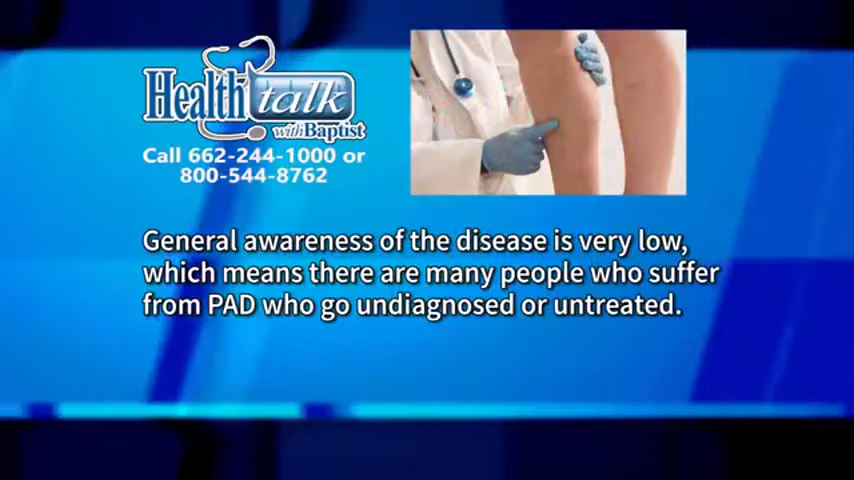 Health talk
with Baptist
Call 662-244-1000 or
800-544-8762
General awareness of the disease is very low,
which means there are many people who suffer
from PAD who go undiagnosed or untreated.